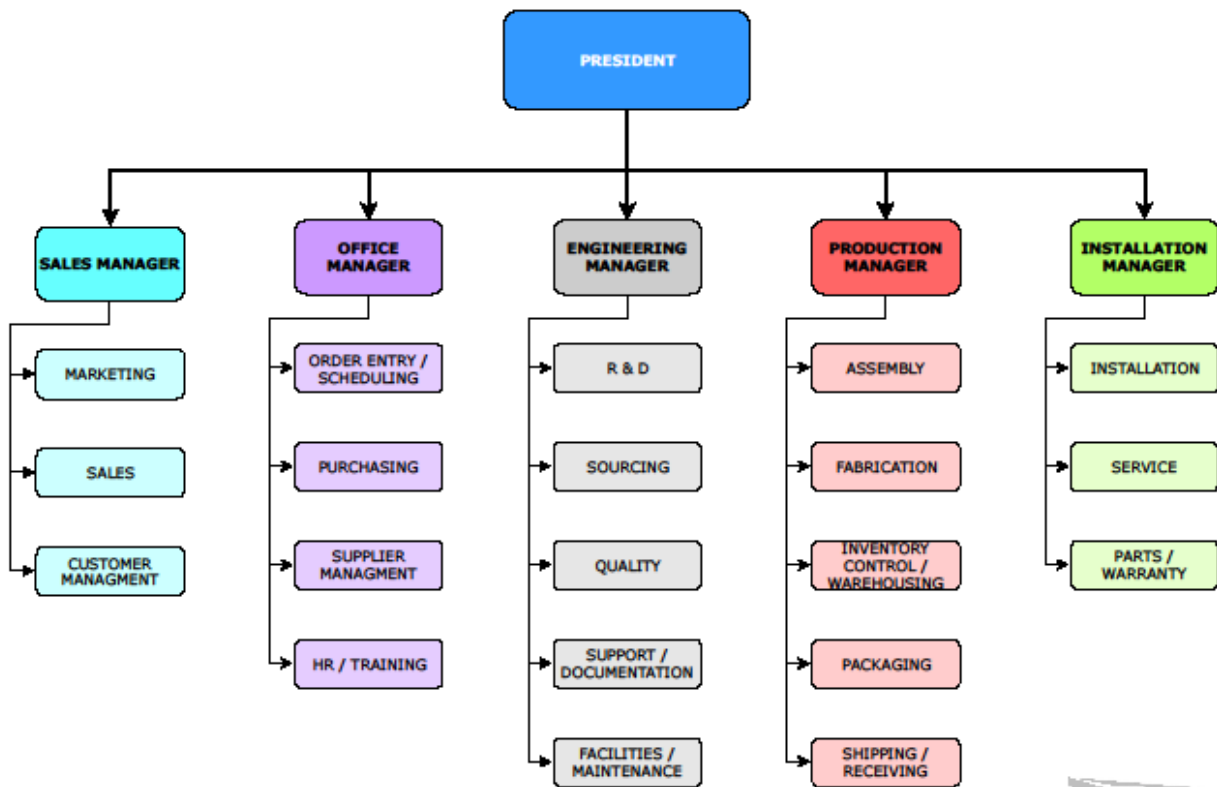 PRESIDENT
SALES MANAGER
OFFICE
MANAGER
ENGINEERING
MANAGER
PRODUCTION
MANAGER
INSTALLATION
MANAGER
MARKETING
SALES
CUSTOMER
MANAGMENT
ORDER ENTRY /
SCHEDULING
PURCHASING
SUPPLIER
MANAGMENT
HR / TRAINING
R & D
SOURCING
QUALITY
SUPPORT /
DOCUMENTATION
FACILITIES /
MAINTENANCE
ASSEMBLY
FABRICATION
INVENTORY
CONTROL /
WAREHOUSING
PACKAGING
SHIPPING /
RECEIVING
INSTALLATION
SERVICE
PARTS /
WARRANTY